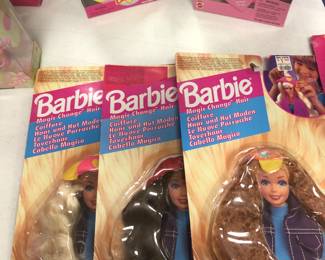 Barbie
Magic Change Hair
Coiffure
Haar und Hut Moden
Le Nuove Parrucche
Toverhaar
Cabello Magico
Barbie
Magic Change Hair
Coiffure
Haar und Hut Moden
Le Nuove Parrucche
Toverhaar
Cabello Magico
Barbie
Magic Change Hair
Coiffure
Haar und Hut Moden
Le Nuove Parrucche
Toverhaar
Cabello Magico